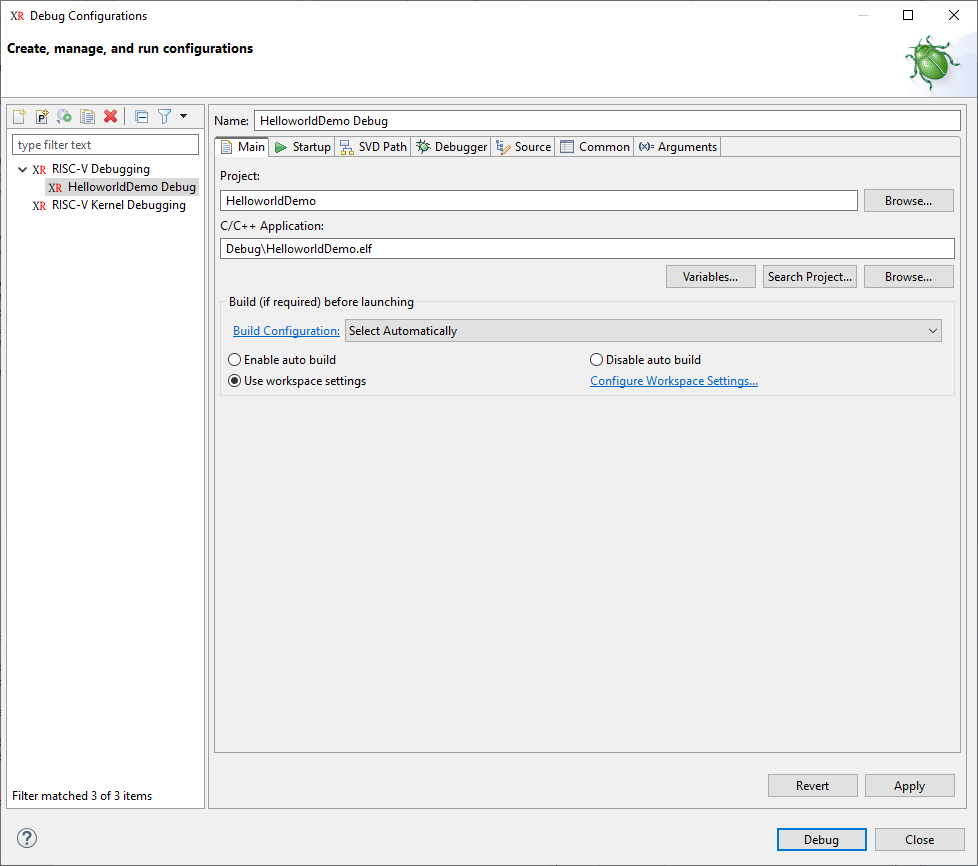 XR Debug Configurations
Create, manage, and run configurations
Name: HelloworldDemo Debug
type filter text
XR RISC-V Debugging
XR HelloworldDemo Debug
XR RISC-V Kernel Debugging
Filter matched 3 of 3 items
Main Startup SVD Path Debugger Source Common (x)= Arguments
Project:
HelloworldDemo Browse...
C/C++ Application:
Debug\HelloworldDemo.elf
Variables... Search Project... Browse...
Build (if required) before launching
Build Configuration: Select Automatically
Enable auto build Disable auto build
Use workspace settings Configure Workspace Settings...
Revert Apply
? Debug Close